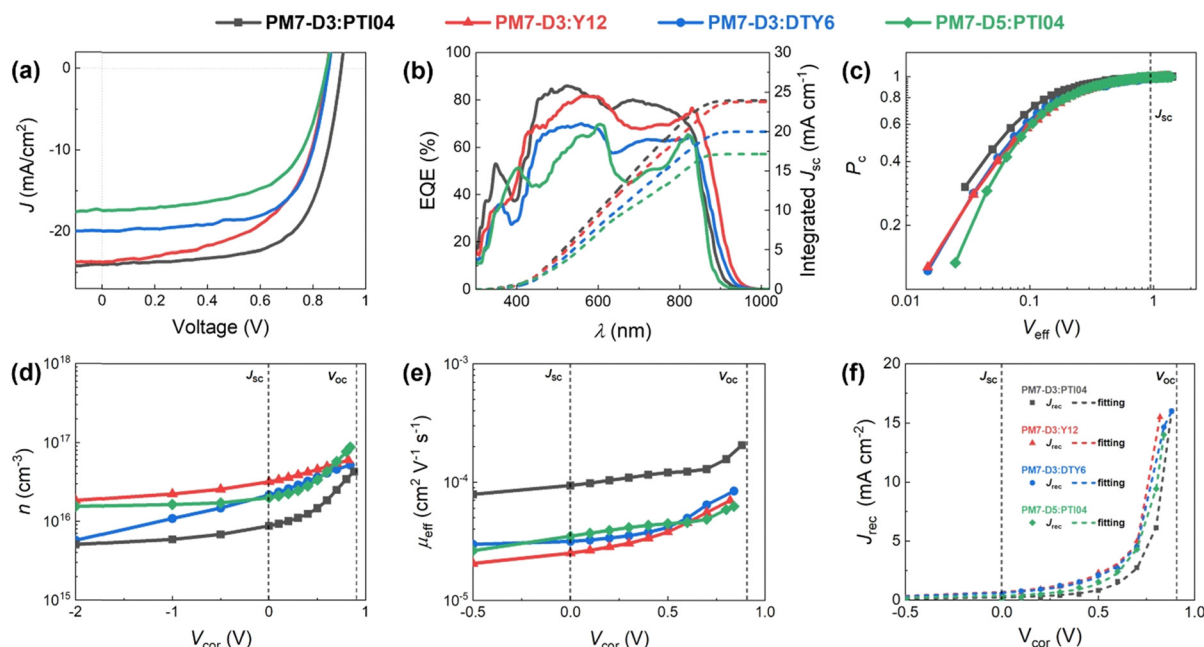 PM7-D3:PTI04 PM7-D3:Y12 PM7-D3:DTY6 PM7-D5:PTI04
(a)
0
-10
-20
J (mA/cm²)
0 0.2 0.4 0.6 0.8 1
Voltage (V)
(b)
100
80
60
40
20
0
EQE (%)
30
25
20
15
10
5
0
Integrated Jsc (mA cm⁻¹)
400 600 800 1000
λ (nm)
(c)
1
0.8
0.6
0.4
0.2
Pc
JSC
0.01 0.1 1
Veff (V)
(d)
10¹⁸
10¹⁷
10¹⁶
10¹⁵
n (cm⁻³)
JSC
VOC
-2 -1 0 1
Vcor (V)
(e)
10⁻³
10⁻⁴
10⁻⁵
μeff (cm² V⁻¹ s⁻¹)
JSC
VOC
-0.5 0.0 0.5 1.0
Vcor (V)
(f)
20
15
10
5
0
Jrec (mA cm⁻²)
JSC
VOC
PM7-D3:PTI04
Jrec fitting
PM7-D3:Y12
Jrec fitting
PM7-D3:DTY6
Jrec fitting
PM7-D5:PTI04
Jrec fitting
-0.5 0.0 0.5 1.0
Vcor (V)